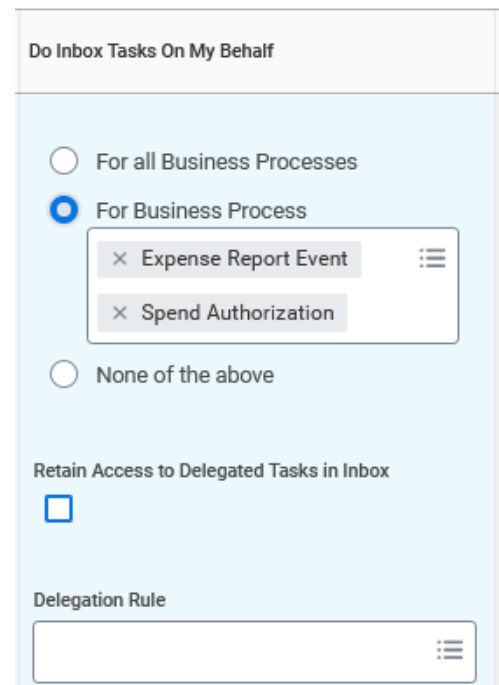 Do Inbox Tasks On My Behalf
For all Business Processes
For Business Process
× Expense Report Event
× Spend Authorization
None of the above
Retain Access to Delegated Tasks in Inbox
Delegation Rule